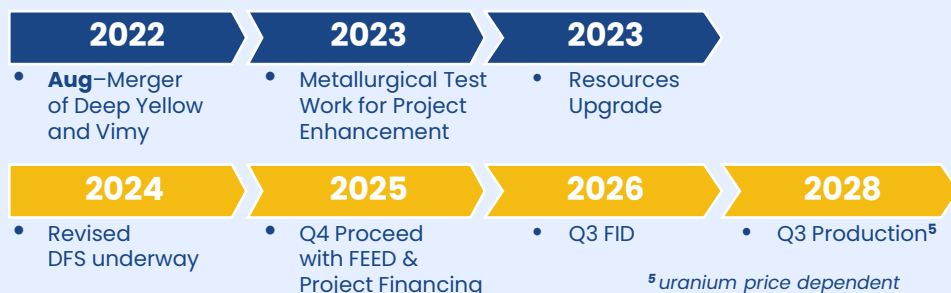 2022 2023 2023
• Aug–Merger
of Deep Yellow
and Vimy
• Metallurgical Test
Work for Project
Enhancement
• Resources
Upgrade
2024 2025 2026 2028
• Revised
DFS underway
• Q4 Proceed
with FEED &
Project Financing
• Q3 FID
• Q3 Production⁵
⁵ uranium price dependent